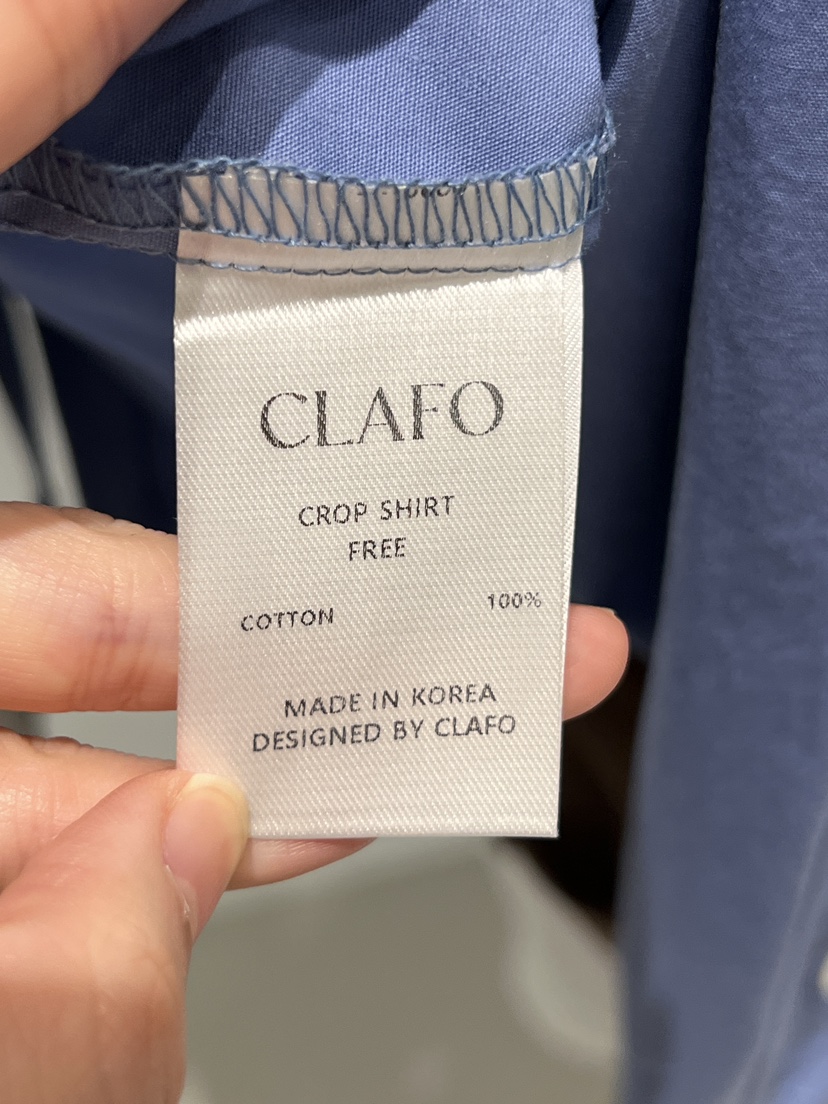 CLAFO
CROP SHIRT
FREE
COTTON 100%
MADE IN KOREA
DESIGNED BY CLAFO